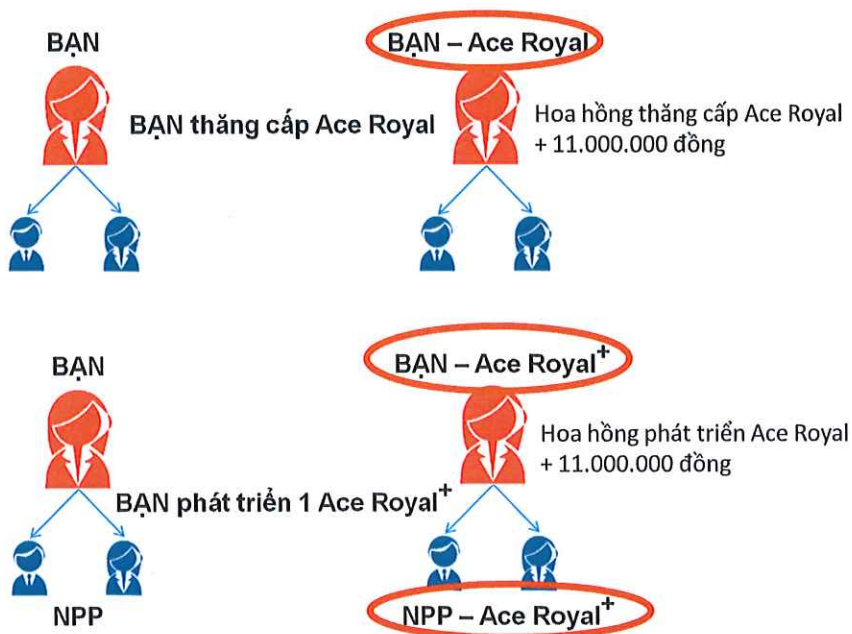 BẠN
BẠN – Ace Royal
BẠN thăng cấp Ace Royal
Hoa hồng thăng cấp Ace Royal
+ 11.000.000 đồng
BẠN
BẠN – Ace Royal⁺
BẠN phát triển 1 Ace Royal⁺
Hoa hồng phát triển Ace Royal
+ 11.000.000 đồng
NPP
NPP – Ace Royal⁺